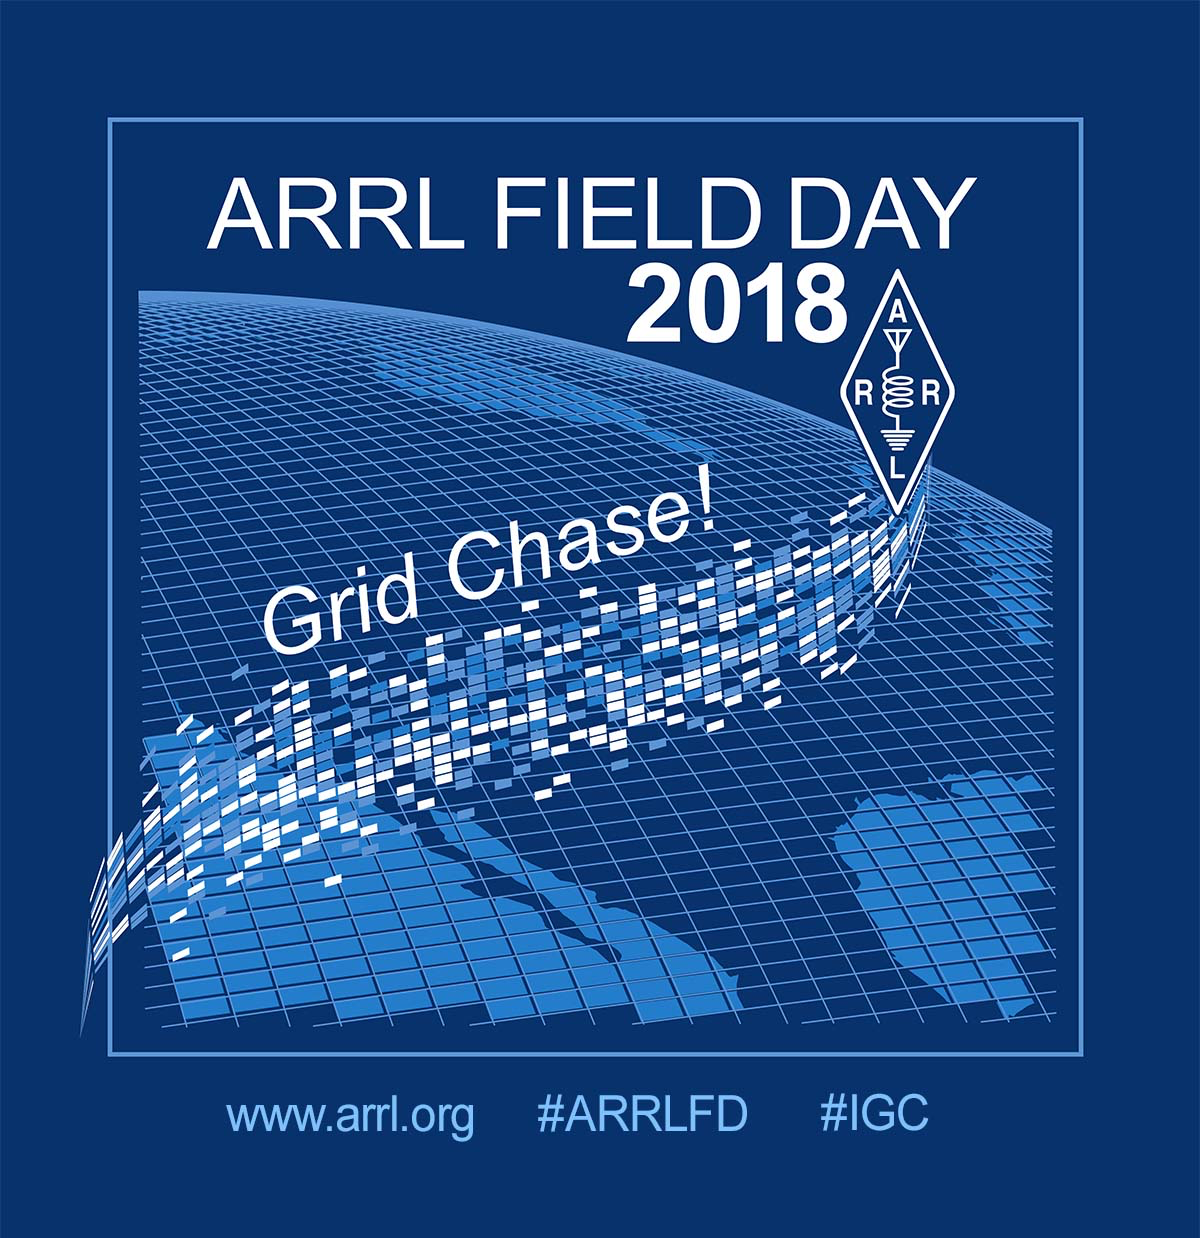 ARRL FIELD DAY
2018
A
R R
L
Grid Chase!
www.arrl.org #ARRLFD #IGC